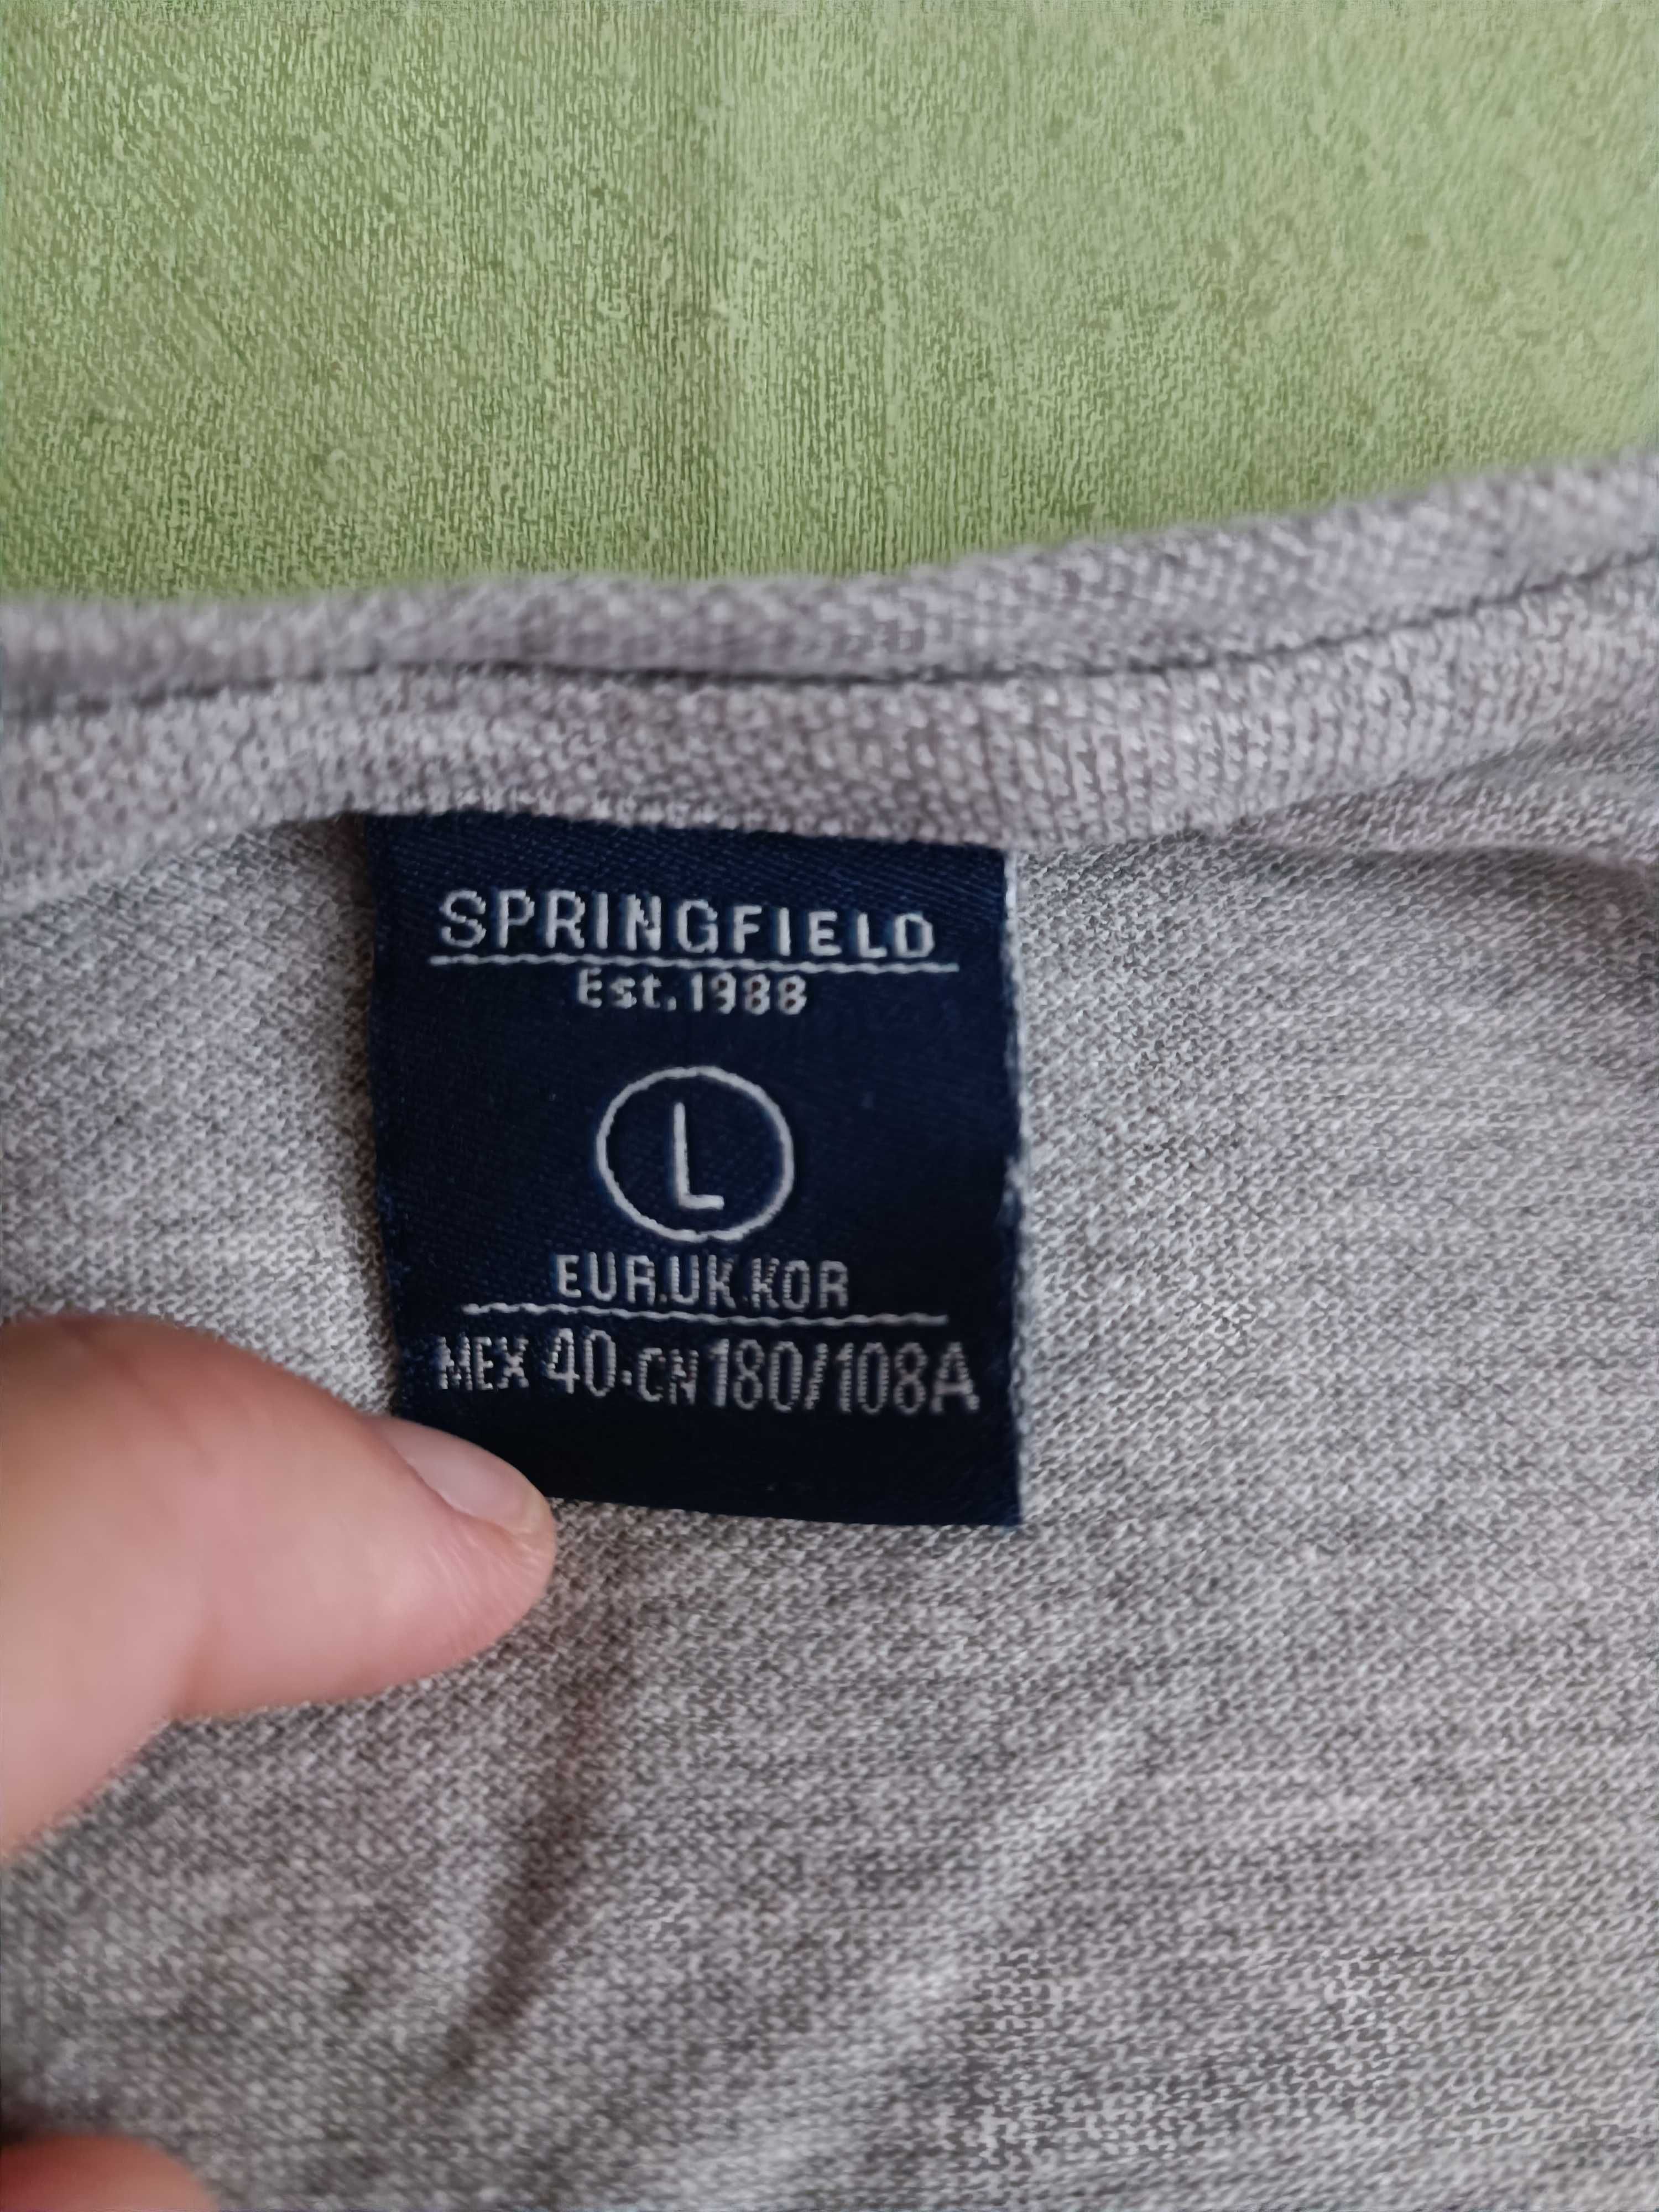 SPRINGFIELD
Est.1988
L
EUR.UK.KOR
MEX 40-CN 180/108A